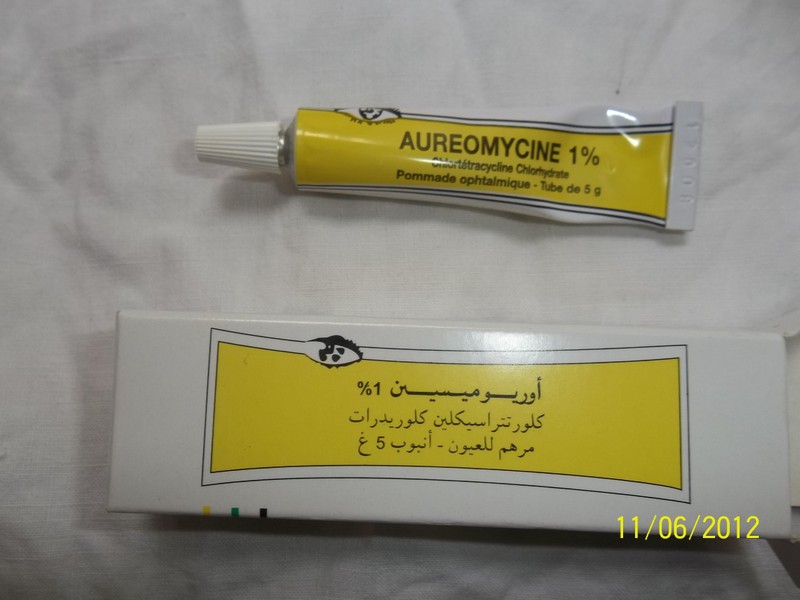 AUREOMYCINE 1%
Chlortétracycline Chlorhydrate
Pommade ophtalmique - Tube de 5 g
أوريوميسين 1%
كلورتتراسيكلين كلوريدرات
مرهم للعيون - أنبوب 5 غ
11/06/2012